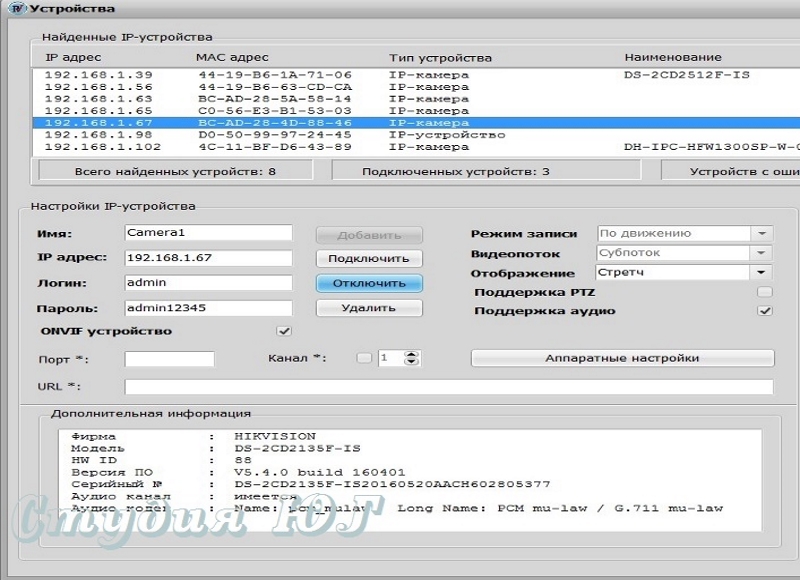 Устройства
Найденные IP-устройства
IP адрес MAC адрес Тип устройства Наименование
192.168.1.39 44-19-B6-1A-71-06 IP-камера DS-2CD2512F-IS
192.168.1.56 44-19-B6-63-CD-CA IP-камера
192.168.1.63 BC-AD-28-5A-58-14 IP-камера
192.168.1.65 C0-56-E3-B1-53-03 IP-камера
192.168.1.67 BC-AD-28-4D-88-46 IP-камера
192.168.1.98 D0-50-99-97-24-45 IP-устройство
192.168.1.102 4C-11-BF-D6-43-89 IP-камера DH-IPC-HFW1300SP-W-0
Всего найденных устройств: 8 Подключенных устройств: 3 Устройств с оши
Настройки IP-устройства
Имя: Camera1 Добавить Режим записи По движению
IP адрес: 192.168.1.67 Подключить Видеопоток Субпоток
Логин: admin Отключить Отображение Стретч
Поддержка PTZ
Пароль: admin12345 Удалить Поддержка аудио
ONVIF устройство
Порт *: Канал *: 1 Аппаратные настройки
URL *:
Дополнительная информация
Фирма : HIKVISION
Модель : DS-2CD2135F-IS
HW ID : 88
Версия ПО : V5.4.0 build 160401
Серийный № : DS-2CD2135F-IS20160520AACH602805377
Аудио канал : имеется
Аудио кодек : Name: pcm_mulaw Long Name: PCM mu-law / G.711 mu-law
Студия ЮГ